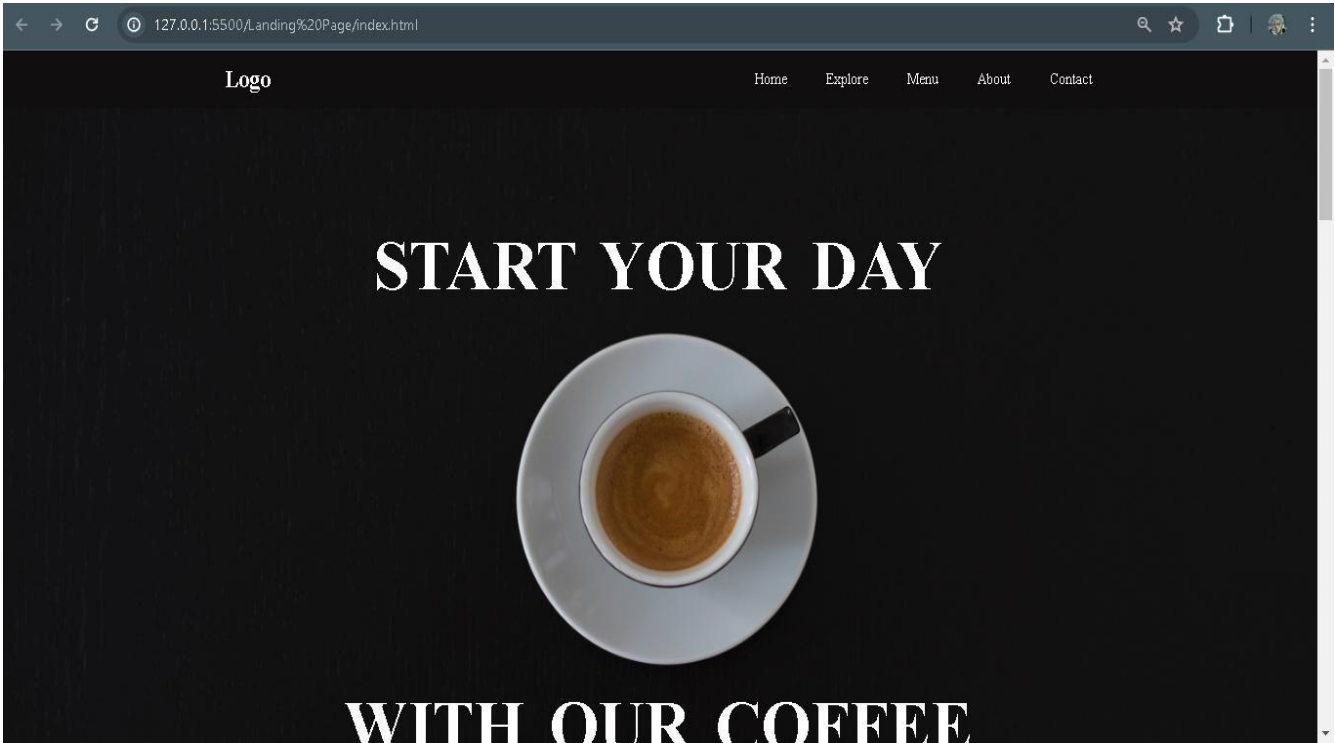 127.0.0.1:5500/Landing%20Page/index.html
Logo Home Explore Menu About Contact
START YOUR DAY
WITH OUR COFFEE